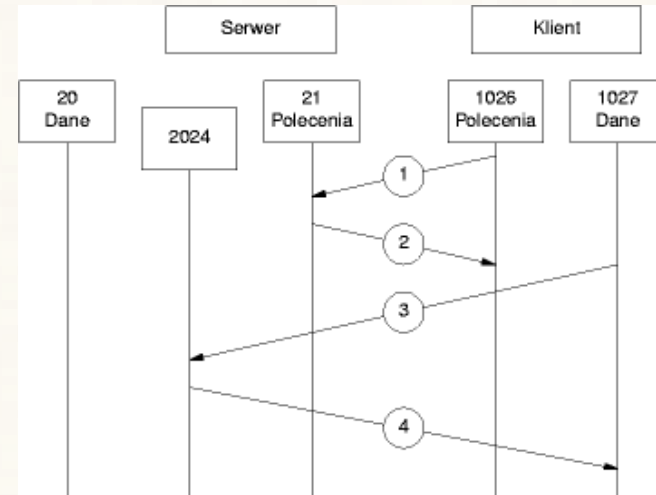 Serwer
Klient
20
Dane
2024
21
Polecenia
1026
Polecenia
1027
Dane
1
2
3
4